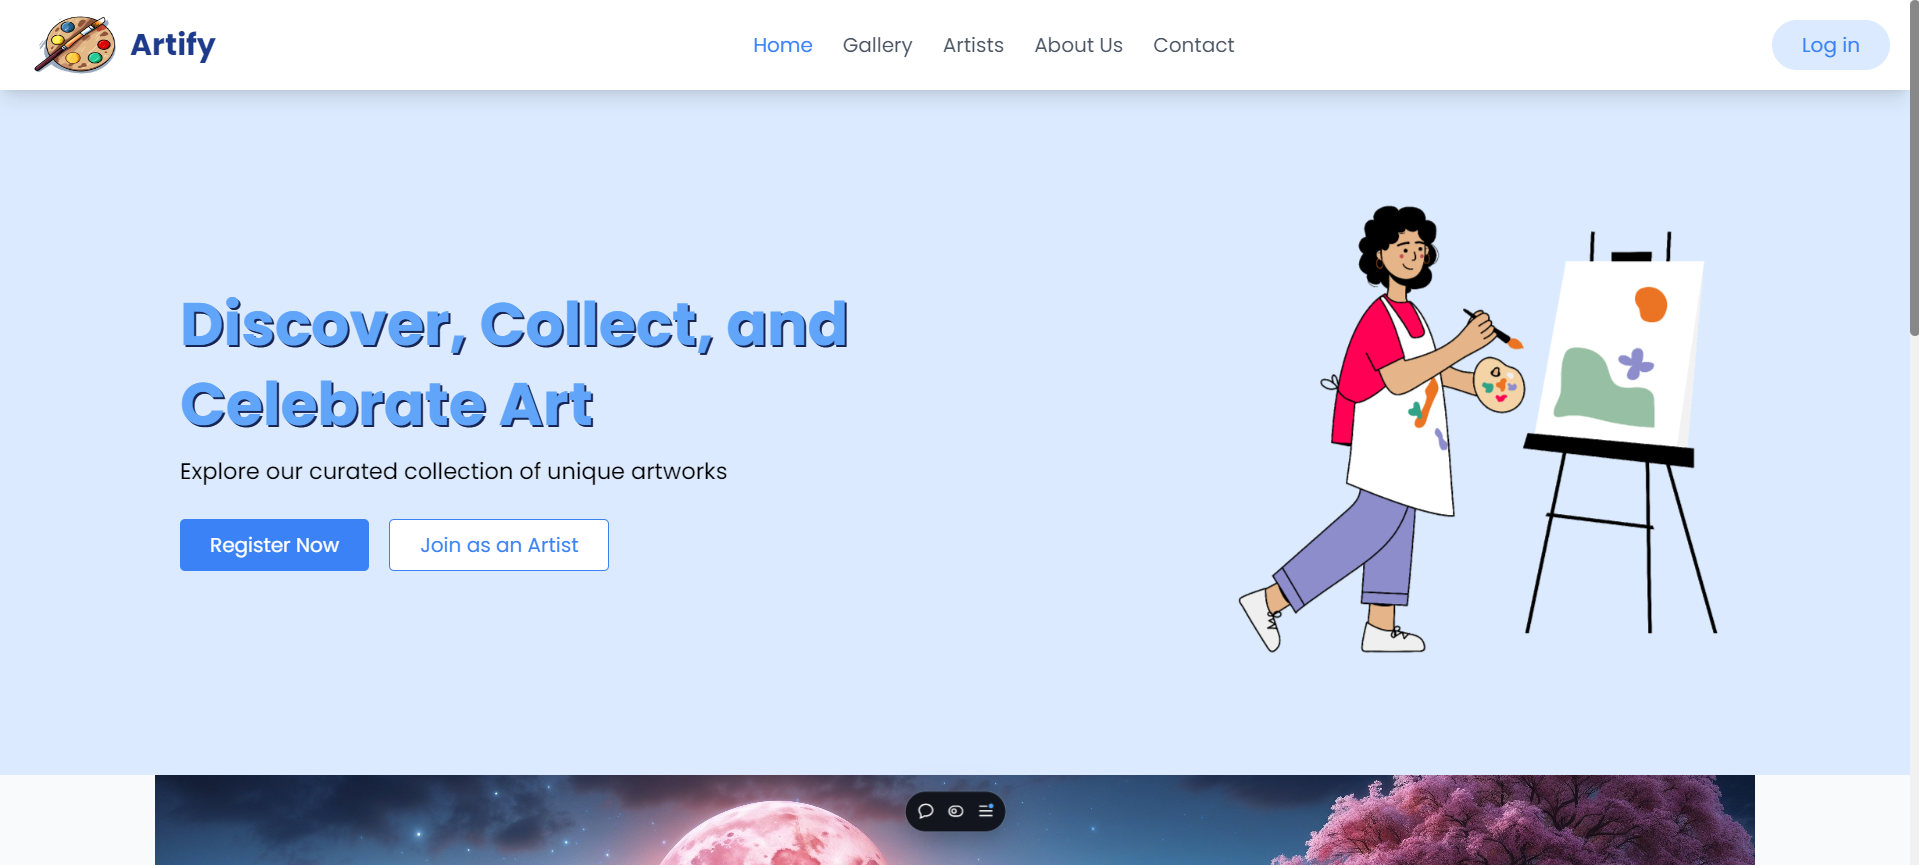 Artify
Home
Gallery
Artists
About Us
Contact
Log in
Discover, Collect, and
Celebrate Art
Explore our curated collection of unique artworks
Register Now
Join as an Artist